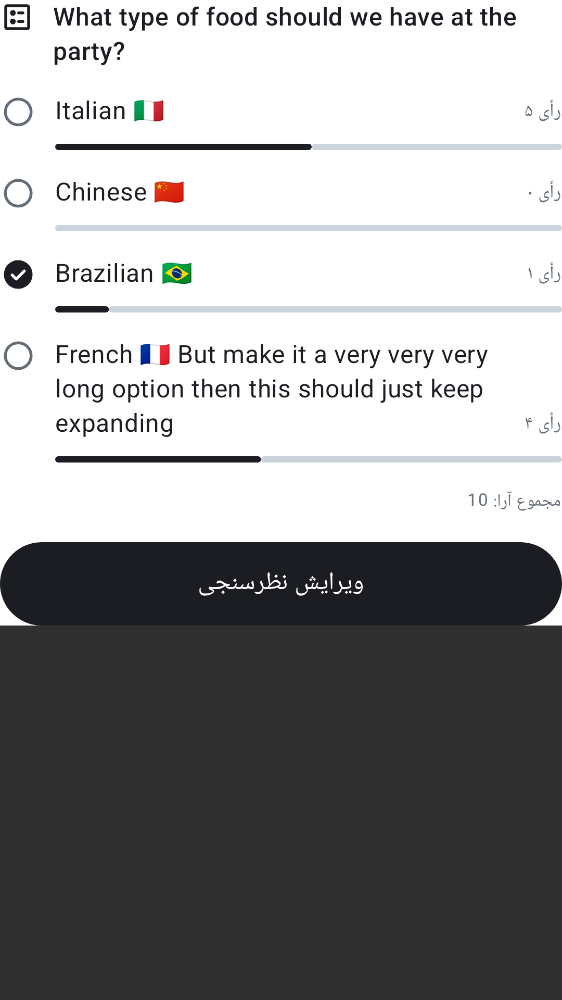 What type of food should we have at the
party?
Italian 🇮🇹
رأی ۵
Chinese 🇨🇳
رأی ۰
Brazilian 🇧🇷
رأی ۱
French 🇫🇷 But make it a very very very
long option then this should just keep
expanding
رأی ۴
مجموع آرا: 10
ویرایش نظرسنجی